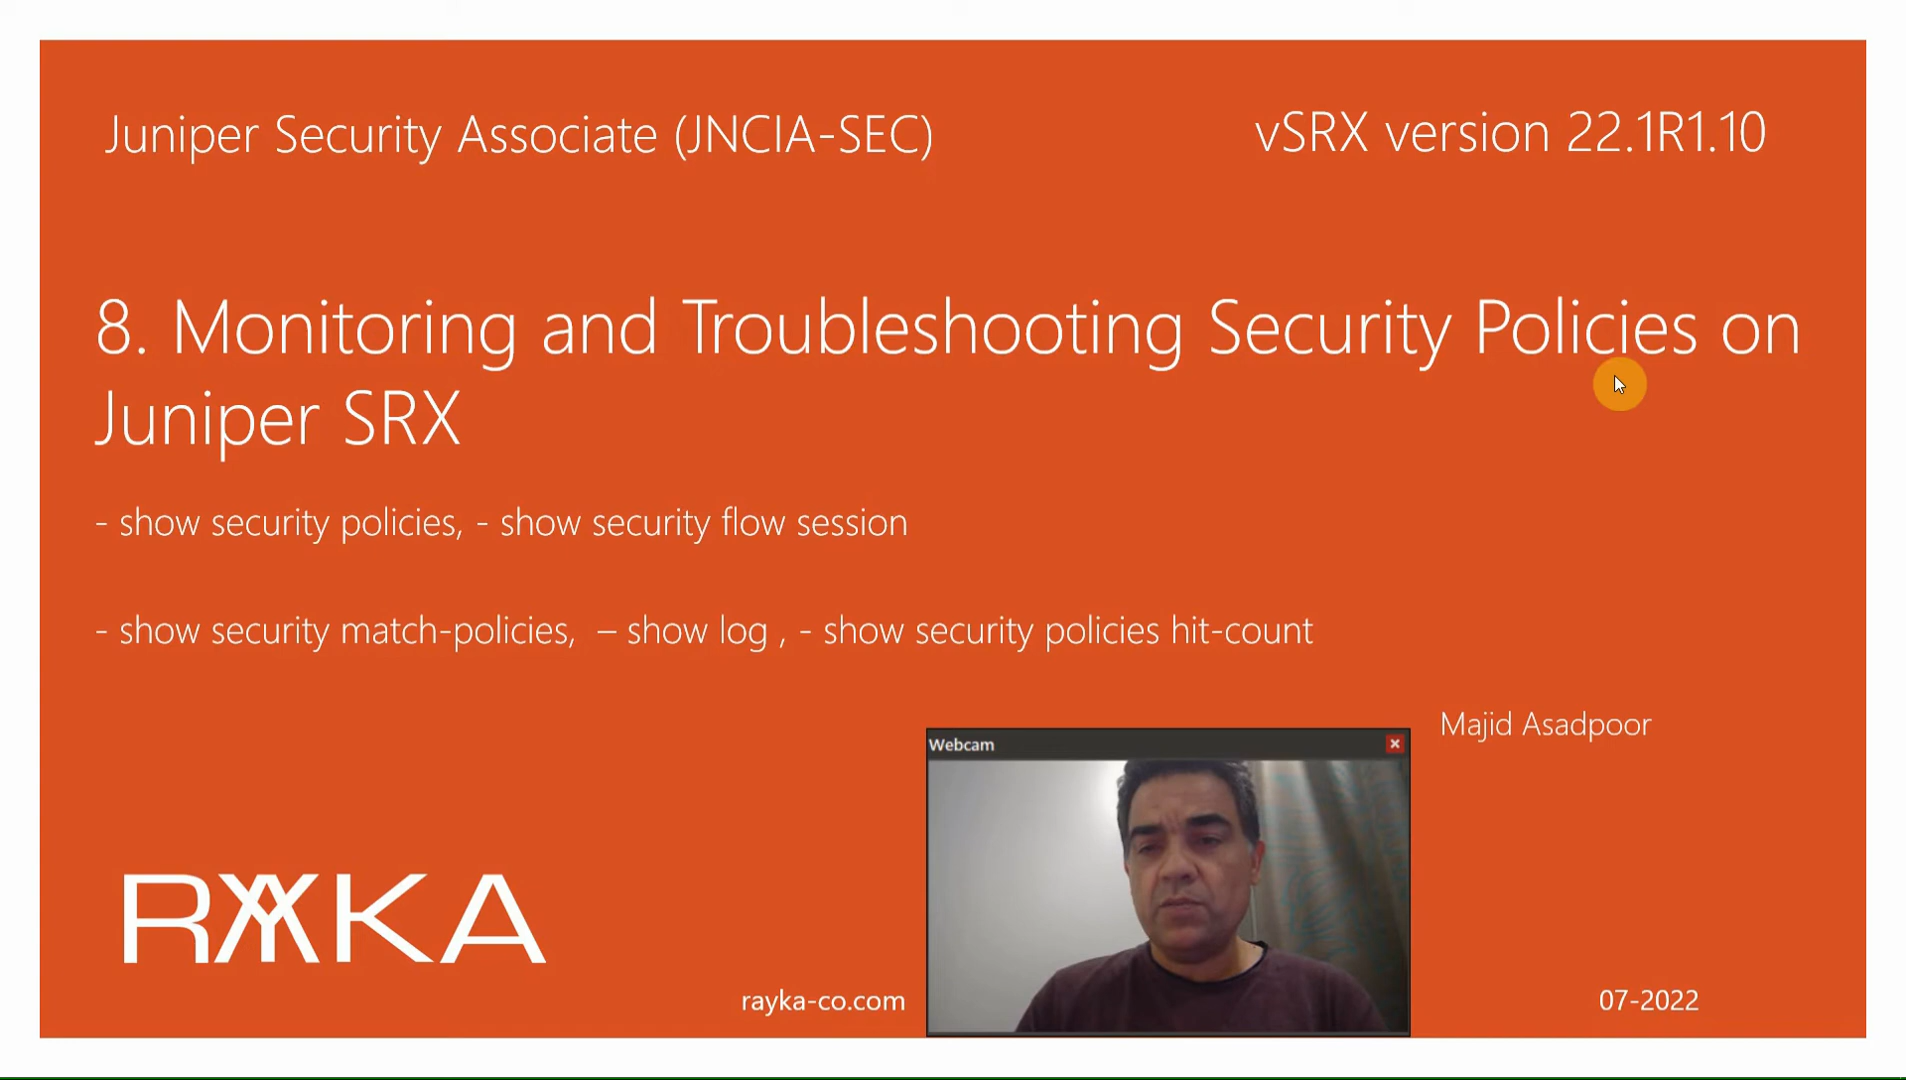 Juniper Security Associate (JNCIA-SEC)
vSRX version 22.1R1.10
8. Monitoring and Troubleshooting Security Policies on
Juniper SRX
- show security policies, - show security flow session
- show security match-policies,  – show log , - show security policies hit-count
Majid Asadpoor
Webcam
RAYKA
rayka-co.com
07-2022